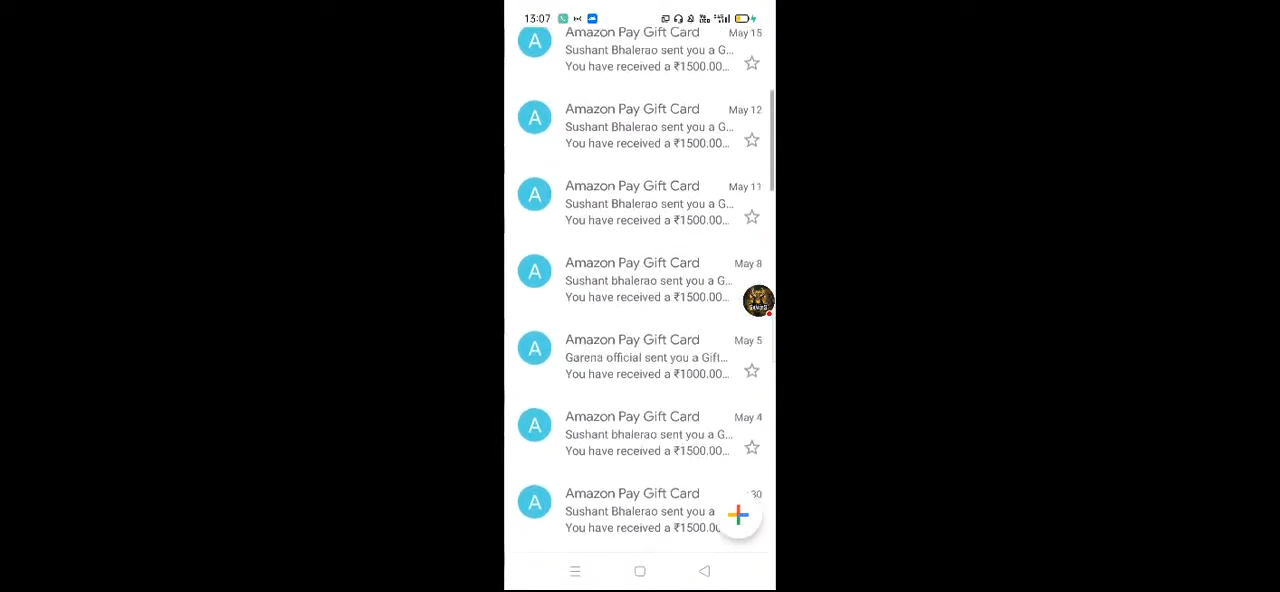 13:07
Amazon Pay Gift Card May 15
Sushant Bhalerao sent you a G...
You have received a ₹1500.00...
A
Amazon Pay Gift Card May 12
Sushant Bhalerao sent you a G...
You have received a ₹1500.00...
A
Amazon Pay Gift Card May 11
Sushant Bhalerao sent you a G...
You have received a ₹1500.00...
A
Amazon Pay Gift Card May 8
Sushant bhalerao sent you a G...
You have received a ₹1500.00...
A
Amazon Pay Gift Card May 5
Garena official sent you a Gift...
You have received a ₹1000.00...
A
Amazon Pay Gift Card May 4
Sushant bhalerao sent you a G...
You have received a ₹1500.00...
A
Amazon Pay Gift Card 30
Sushant Bhalerao sent you a
You have received a ₹1500.00
A